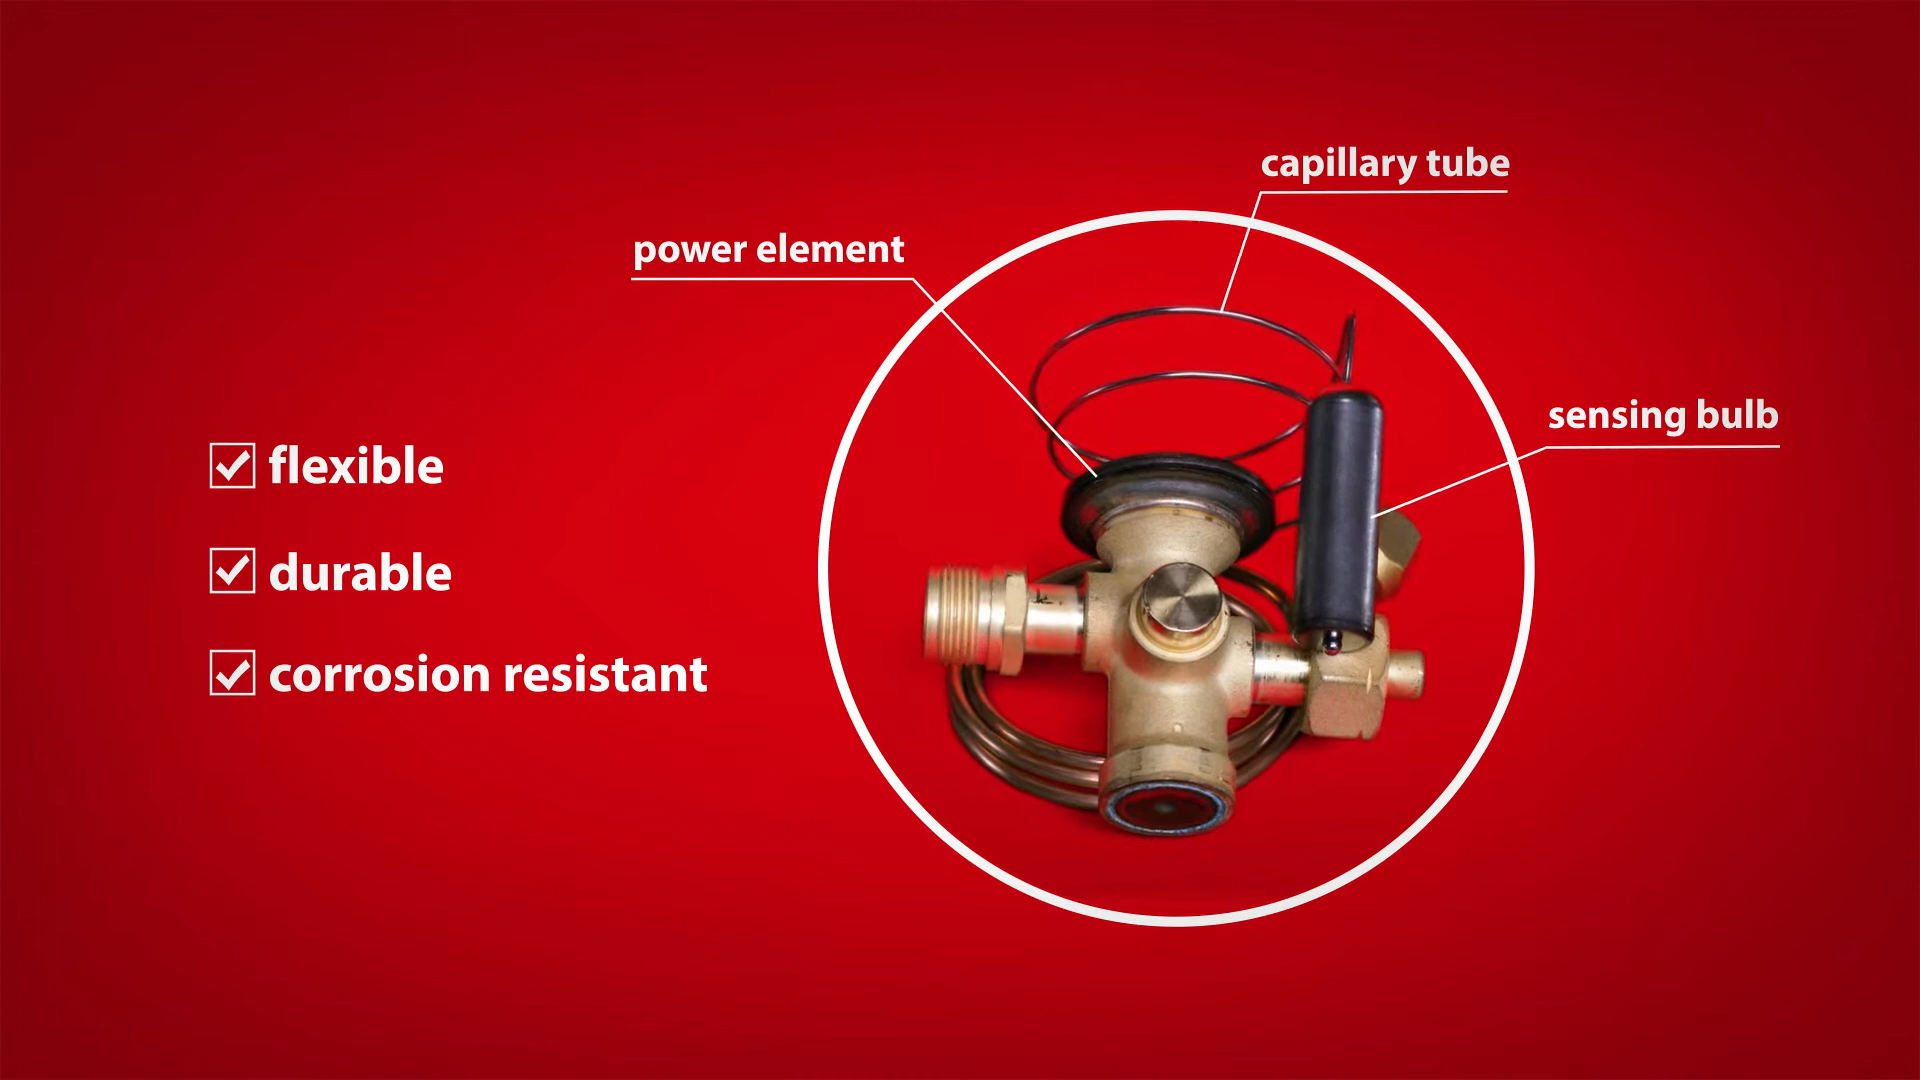 capillary tube
power element
sensing bulb
flexible
durable
corrosion resistant